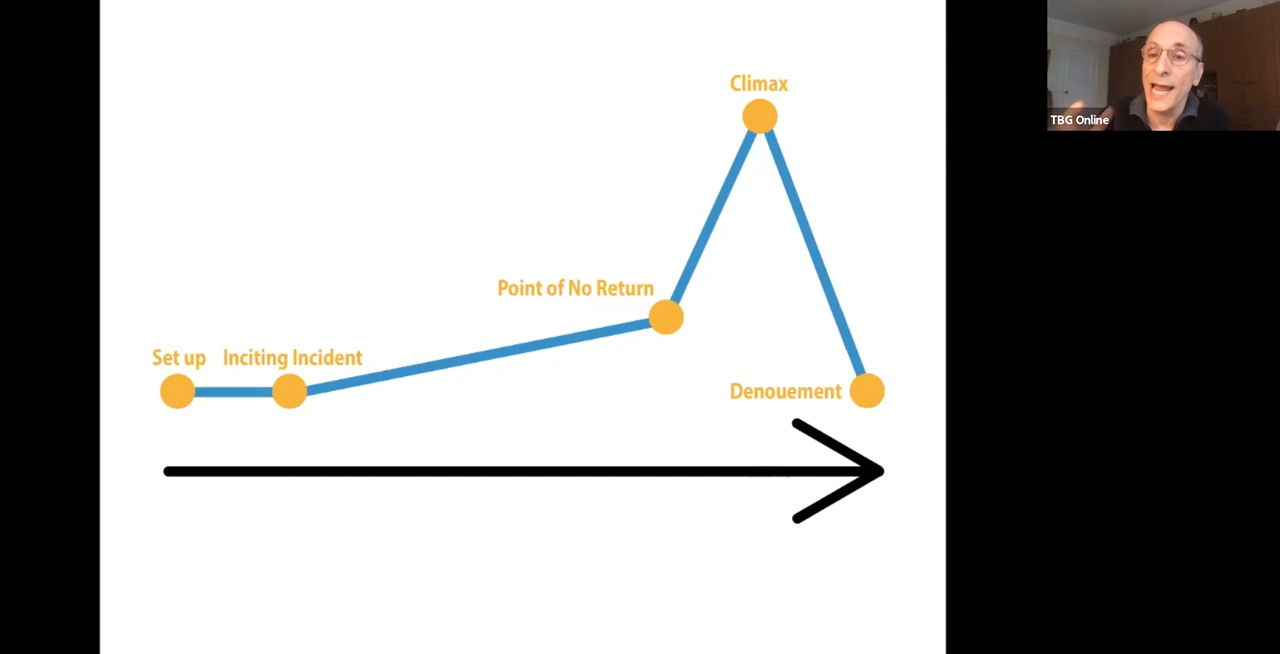 Climax
TBG Online
Point of No Return
Set up
Inciting Incident
Denouement